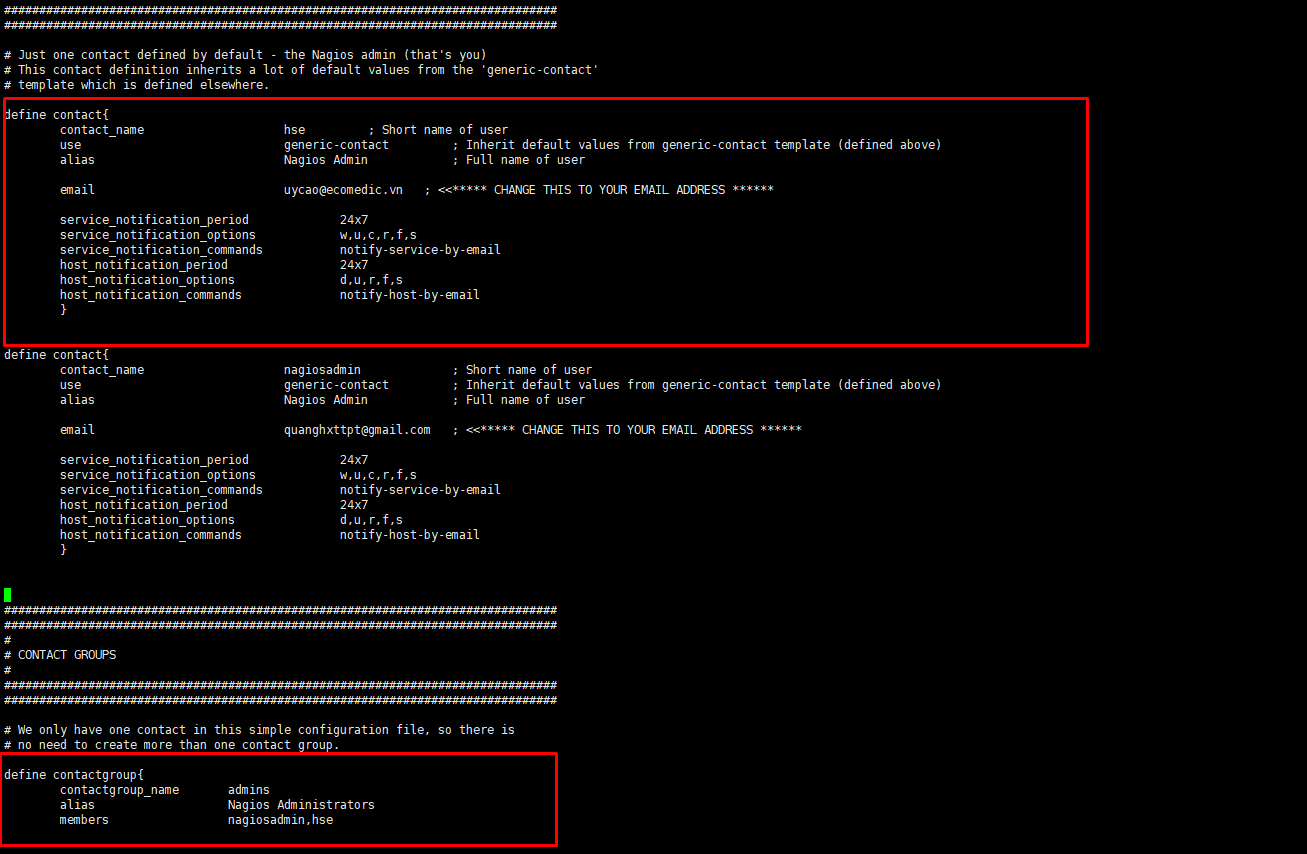 ###############################################################################
###############################################################################
# Just one contact defined by default - the Nagios admin (that's you)
# This contact definition inherits a lot of default values from the 'generic-contact'
# template which is defined elsewhere.
define contact{
contact_name hse ; Short name of user
use generic-contact ; Inherit default values from generic-contact template (defined above)
alias Nagios Admin ; Full name of user
email uycao@ecomedic.vn ; <<***** CHANGE THIS TO YOUR EMAIL ADDRESS ******
service_notification_period 24x7
service_notification_options w,u,c,r,f,s
service_notification_commands notify-service-by-email
host_notification_period 24x7
host_notification_options d,u,r,f,s
host_notification_commands notify-host-by-email
}
define contact{
contact_name nagiosadmin ; Short name of user
use generic-contact ; Inherit default values from generic-contact template (defined above)
alias Nagios Admin ; Full name of user
email quanghxttpt@gmail.com ; <<***** CHANGE THIS TO YOUR EMAIL ADDRESS ******
service_notification_period 24x7
service_notification_options w,u,c,r,f,s
service_notification_commands notify-service-by-email
host_notification_period 24x7
host_notification_options d,u,r,f,s
host_notification_commands notify-host-by-email
}
###############################################################################
###############################################################################
#
# CONTACT GROUPS
#
###############################################################################
###############################################################################
# We only have one contact in this simple configuration file, so there is
# no need to create more than one contact group.
define contactgroup{
contactgroup_name admins
alias Nagios Administrators
members nagiosadmin,hse